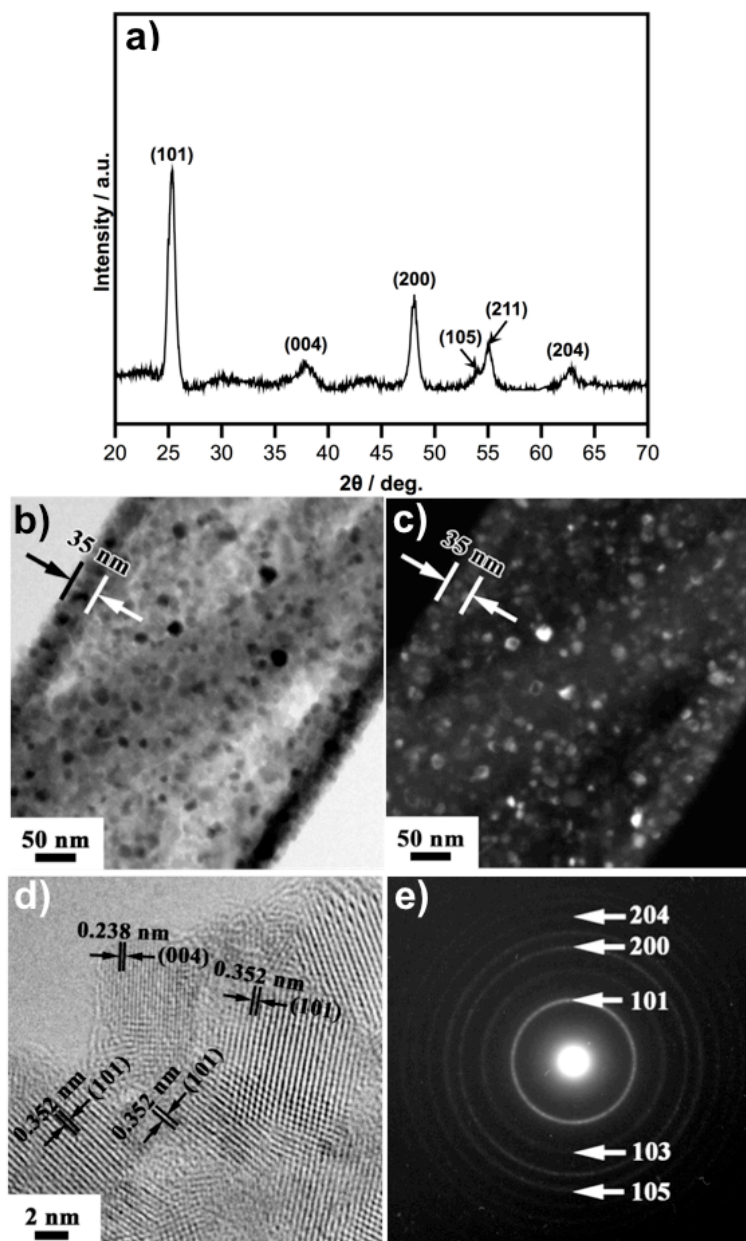 a)
Intensity / a.u.
(101)
(004)
(200)
(105)
(211)
(204)
20 25 30 35 40 45 50 55 60 65 70
2θ / deg.
b)
35 nm
50 nm
c)
35 nm
50 nm
d)
0.238 nm
(004)
0.352 nm
(101)
0.352 nm
(101)
0.352 nm
(101)
2 nm
e)
204
200
101
103
105